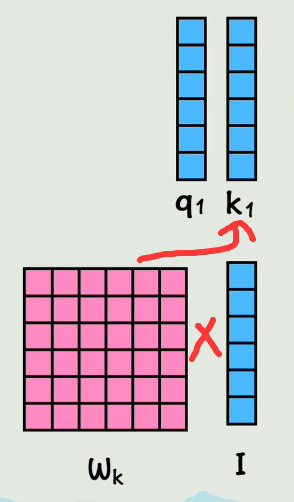 q₁ k₁
X
Wₖ I